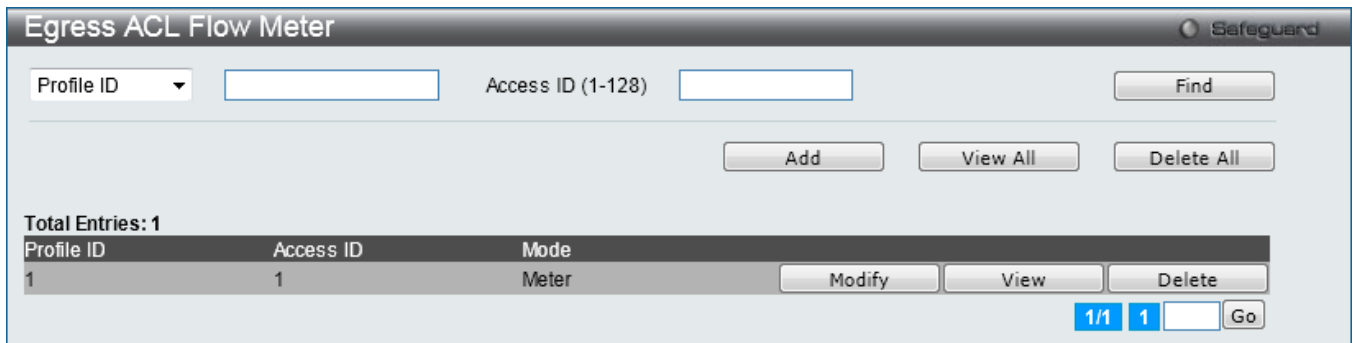 Egress ACL Flow Meter Safeguard
Profile ID Access ID (1-128) Find
Add View All Delete All
Total Entries: 1
Profile ID Access ID Mode
1 1 Meter Modify View Delete
1/1 1 Go